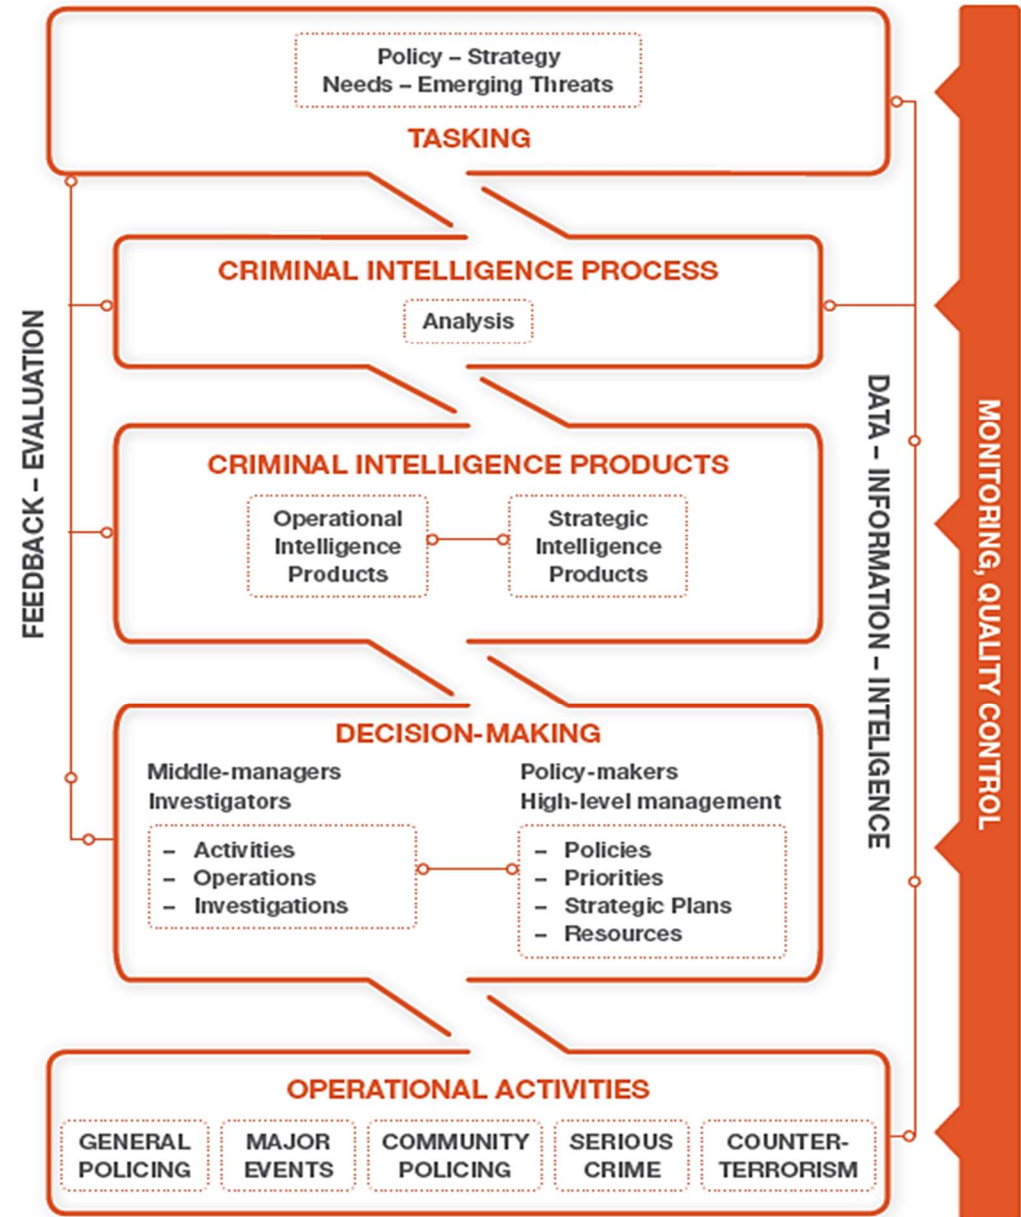 Policy – Strategy
Needs – Emerging Threats
TASKING
CRIMINAL INTELLIGENCE PROCESS
Analysis
CRIMINAL INTELLIGENCE PRODUCTS
Operational
Intelligence
Products
Strategic
Intelligence
Products
DECISION-MAKING
Middle-managers
Investigators
– Activities
– Operations
– Investigations
Policy-makers
High-level management
– Policies
– Priorities
– Strategic Plans
– Resources
OPERATIONAL ACTIVITIES
GENERAL
POLICING
MAJOR
EVENTS
COMMUNITY
POLICING
SERIOUS
CRIME
COUNTER-
TERRORISM
FEEDBACK – EVALUATION
DATA – INFORMATION – INTELIGENCE
MONITORING, QUALITY CONTROL